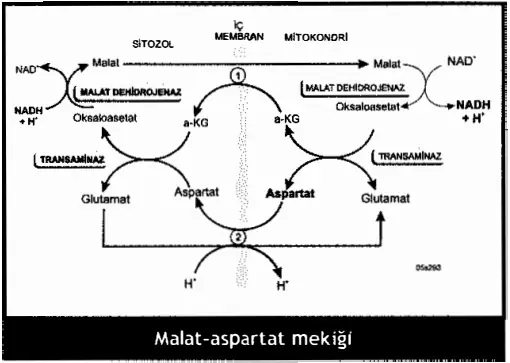 İÇ
MEMBRAN
SİTOZOL
MİTOKONDRİ
NAD⁺
Malat
Malat
NAD⁺
1
MALAT DEHİDROJENAZ
MALAT DEHİDROJENAZ
NADH
+ H⁺
Oksaloasetat
a-KG
a-KG
Oksaloasetat
NADH
+ H⁺
TRANSAMİNAZ
TRANSAMİNAZ
Glutamat
Aspartat
Aspartat
Glutamat
2
H⁺
H⁺
05s293
Malat-aspartat mekiği